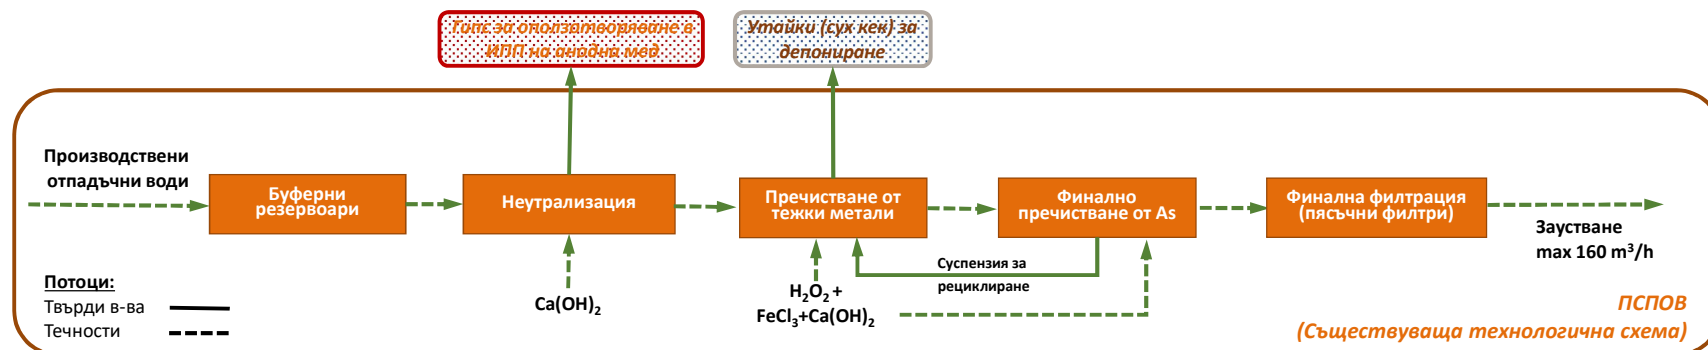 Гипс за оползотворяване в
ИПП на анодна мед
Утайки (сух кек) за
депониране
Производствени
отпадъчни води
Буферни
резервоари
Неутрализация
Пречистване от
тежки метали
Финално
пречистване от As
Финална филтрация
(пясъчни филтри)
Заустване
max 160 m³/h
Суспензия за
рециклиране
Ca(OH)₂
H₂O₂ +
FeCl₃+Ca(OH)₂
Потоци:
Твърди в-ва
Течности
ПСПОВ
(Съществуваща технологична схема)